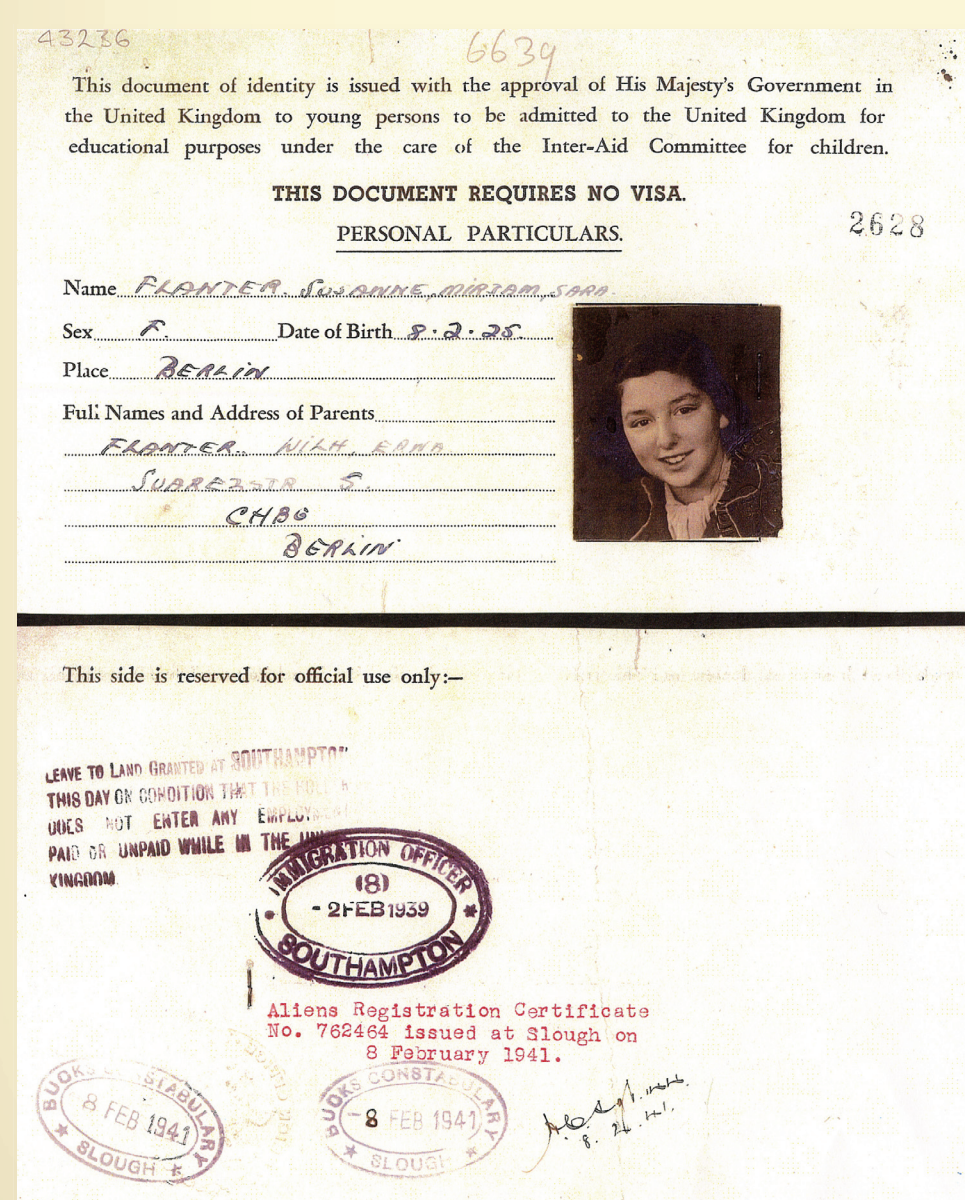 43236
6639
This document of identity is issued with the approval of His Majesty's Government in
the United Kingdom to young persons to be admitted to the United Kingdom for
educational purposes under the care of the Inter-Aid Committee for children.
THIS DOCUMENT REQUIRES NO VISA.
2628
PERSONAL PARTICULARS.
Name FLANTER. SUSANNE, MIRJAM, SARA.
Sex F. Date of Birth 8.2.25.
Place BERLIN
Full Names and Address of Parents
FLANTER. WILH, ERNA
SUAREZSTR 5.
CHBG
BERLIN
This side is reserved for official use only:—
LEAVE TO LAND GRANTED AT SOUTHAMPTON
THIS DAY ON CONDITION THAT THE
DOES NOT ENTER ANY
PAID OR UNPAID WHILE IN THE
KINGDOM.
IMMIGRATION OFFICER
(8)
-2 FEB 1939
SOUTHAMPTON
Aliens Registration Certificate
No. 762464 issued at Slough on
8 February 1941.
BUCKS CONSTABULARY
8 FEB 1941
SLOUGH
BUCKS CONSTABULARY
-8 FEB 1941
SLOUGH
8. 2. 41.